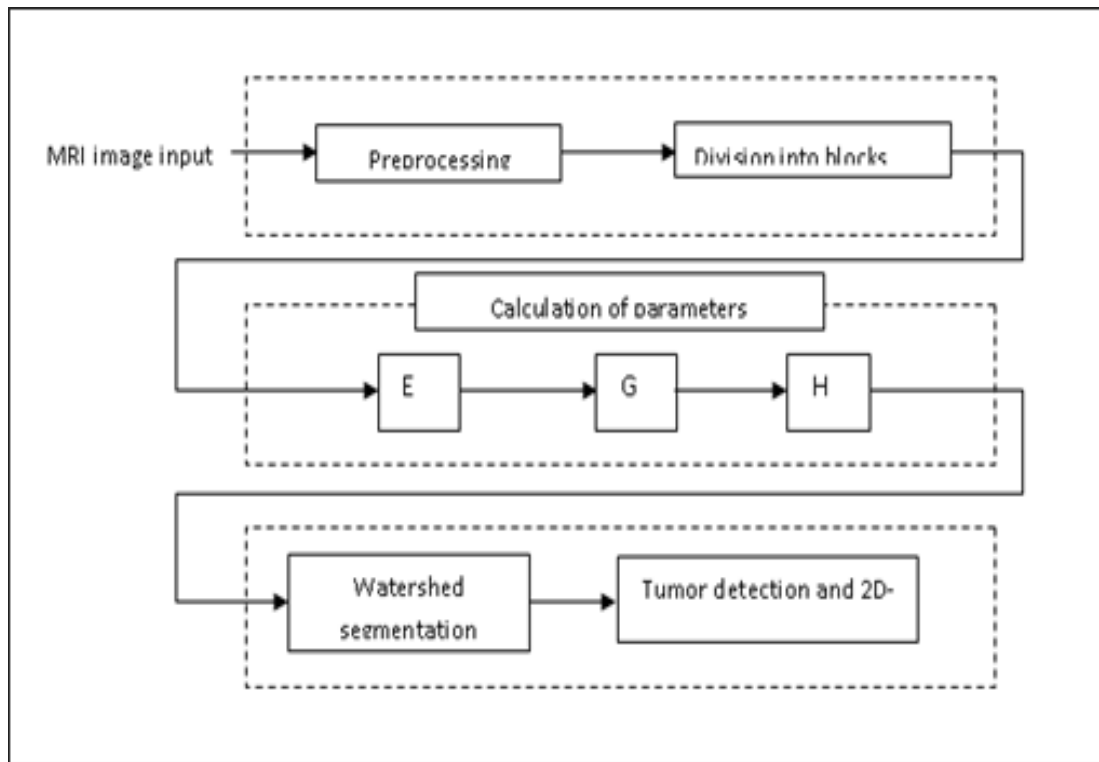 MRI image input
Preprocessing
Division into blocks
Calculation of parameters
E
G
H
Watershed
segmentation
Tumor detection and 2D-